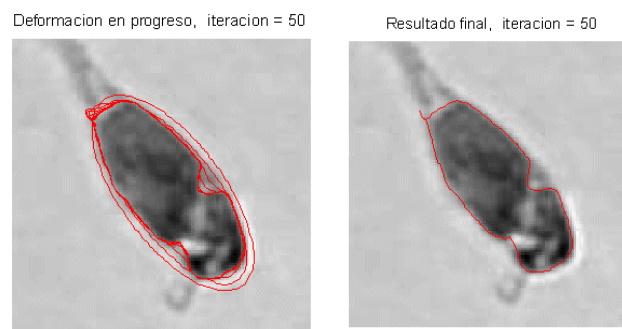 Deformacion en progreso, iteracion = 50
Resultado final, iteracion = 50